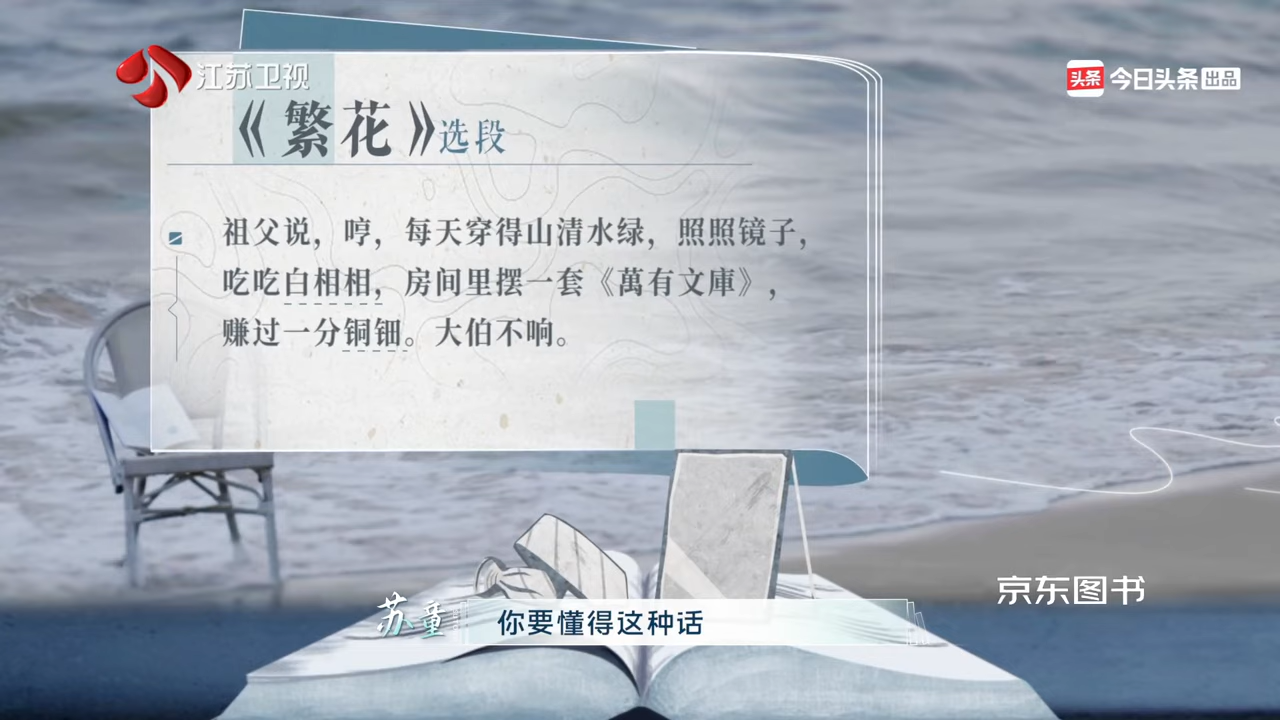 江苏卫视
头条 今日头条出品
《繁花》选段
祖父说，哼，每天穿得山清水绿，照照镜子，
吃吃白相相，房间里摆一套《萬有文庫》，
赚过一分铜钿。大伯不响。
京东图书
苏童 你要懂得这种话